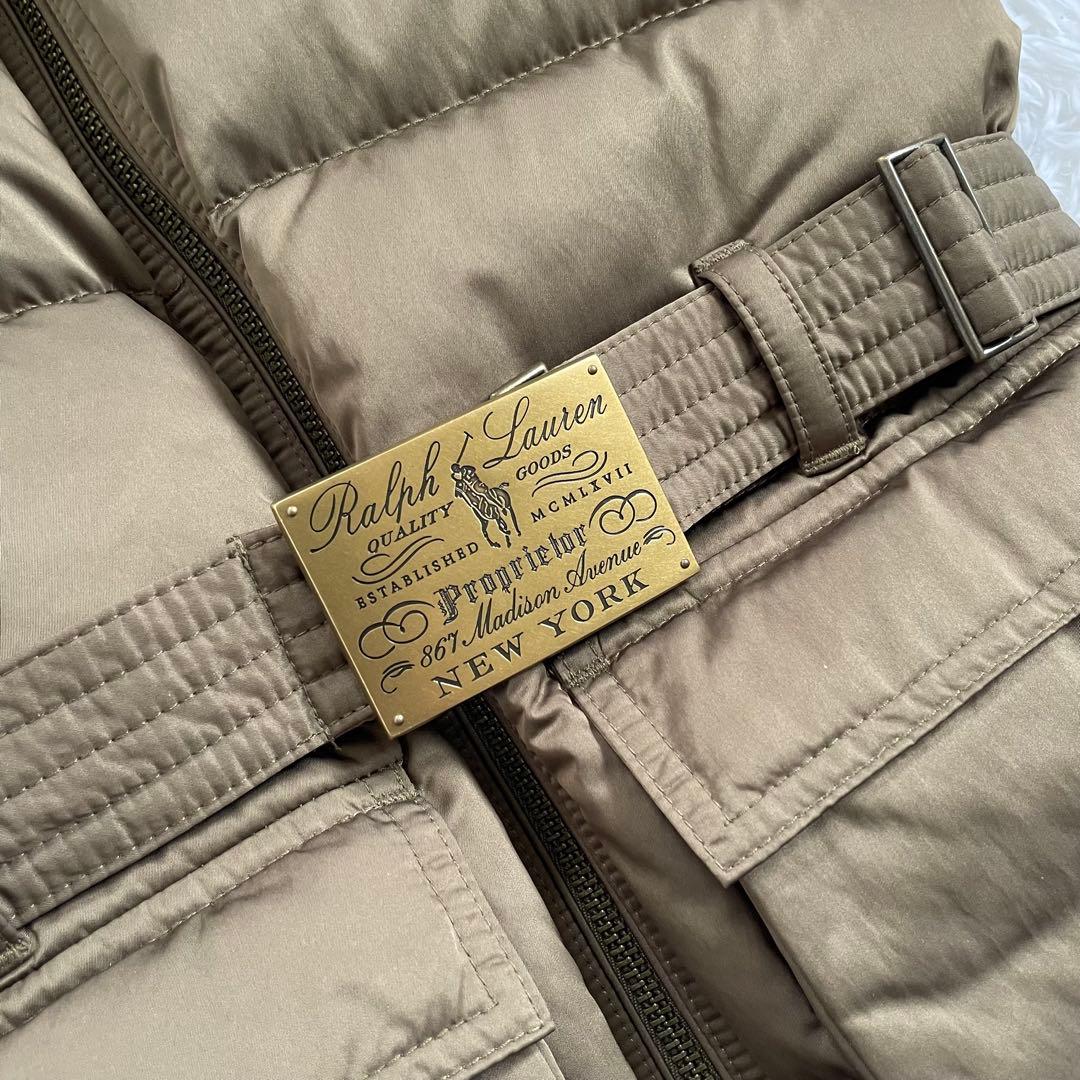 Ralph Lauren
QUALITY GOODS
ESTABLISHED MCMLXVII
Proprietor
867 Madison Avenue
NEW YORK